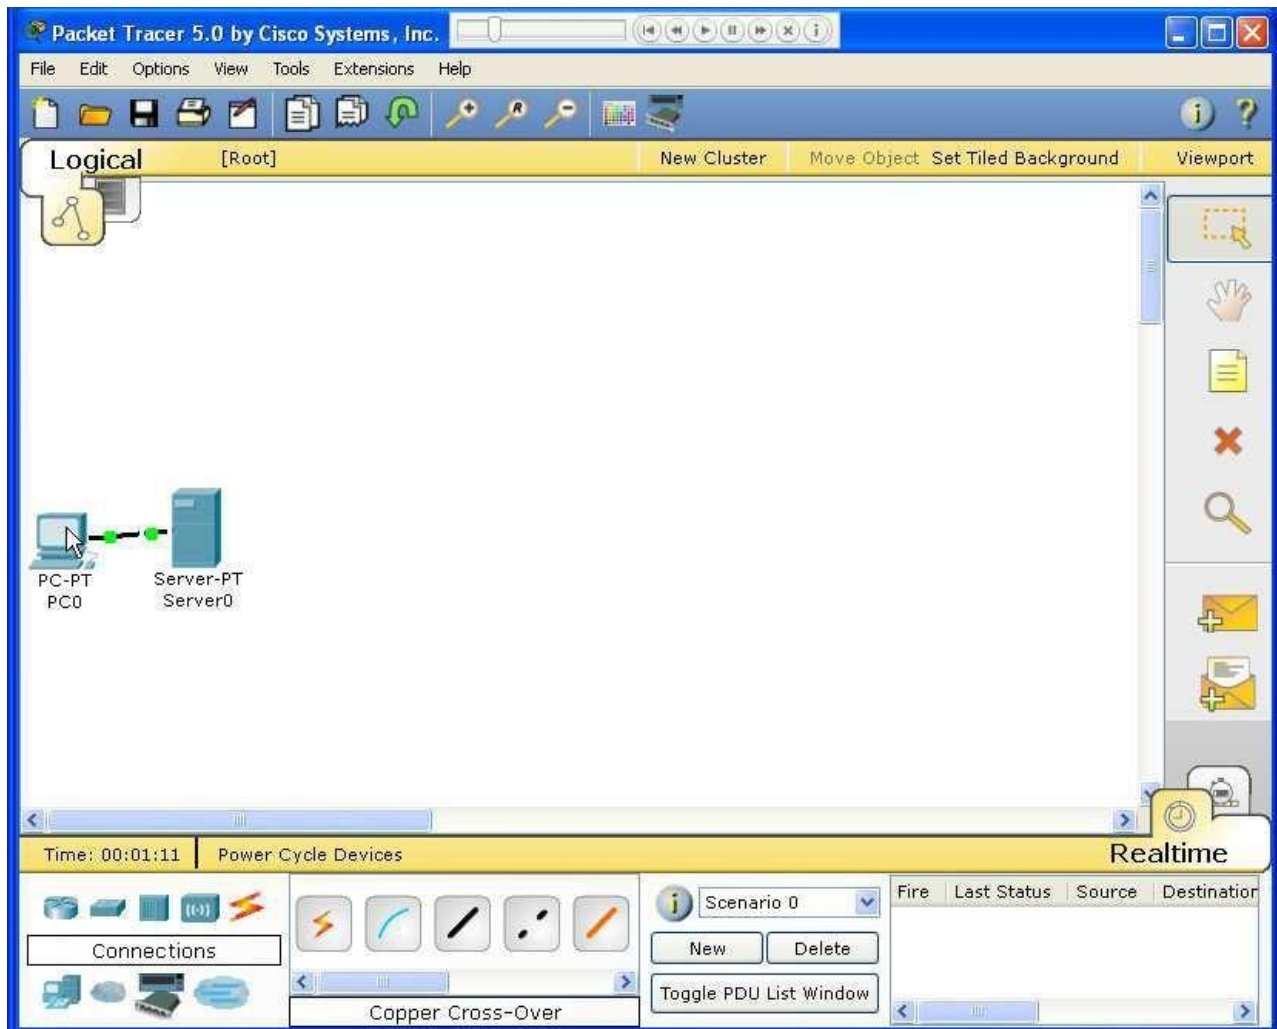 Packet Tracer 5.0 by Cisco Systems, Inc.
File Edit Options View Tools Extensions Help
Logical [Root] New Cluster Move Object Set Tiled Background Viewport
PC-PT
PC0
Server-PT
Server0
Time: 00:01:11 Power Cycle Devices Realtime
Connections
Copper Cross-Over
Scenario 0
New Delete
Toggle PDU List Window
Fire Last Status Source Destination